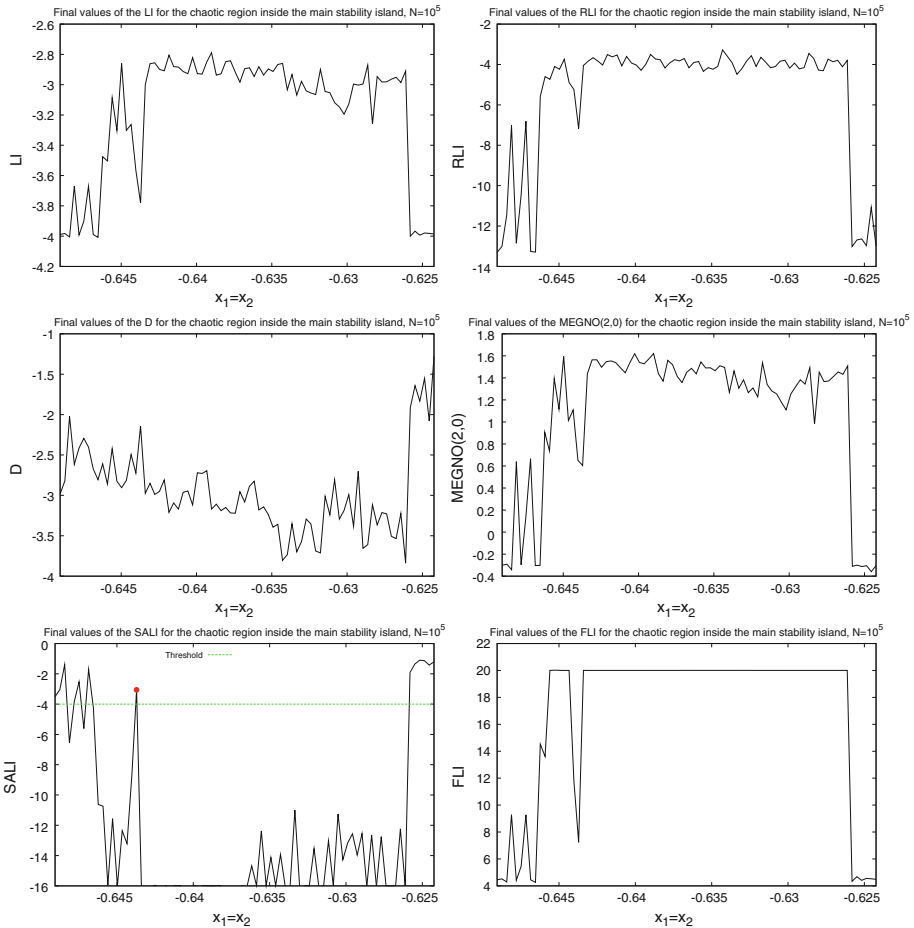 Final values of the LI for the chaotic region inside the main stability island, N=10^5
-2.6
-2.8
-3
-3.2
-3.4
-3.6
-3.8
-4
-4.2
LI
-0.645 -0.64 -0.635 -0.63 -0.625
x_1=x_2
Final values of the RLI for the chaotic region inside the main stability island, N=10^5
-2
-4
-6
-8
-10
-12
-14
RLI
-0.645 -0.64 -0.635 -0.63 -0.625
x_1=x_2
Final values of the D for the chaotic region inside the main stability island, N=10^5
-1
-1.5
-2
-2.5
-3
-3.5
-4
D
-0.645 -0.64 -0.635 -0.63 -0.625
x_1=x_2
Final values of the MEGNO(2,0) for the chaotic region inside the main stability island, N=10^5
1.8
1.6
1.4
1.2
1
0.8
0.6
0.4
0.2
0
-0.2
-0.4
MEGNO(2,0)
-0.645 -0.64 -0.635 -0.63 -0.625
x_1=x_2
Final values of the SALI for the chaotic region inside the main stability island, N=10^5
Threshold
0
-2
-4
-6
-8
-10
-12
-14
-16
SALI
-0.645 -0.64 -0.635 -0.63 -0.625
x_1=x_2
Final values of the FLI for the chaotic region inside the main stability island, N=10^5
22
20
18
16
14
12
10
8
6
4
FLI
-0.645 -0.64 -0.635 -0.63 -0.625
x_1=x_2